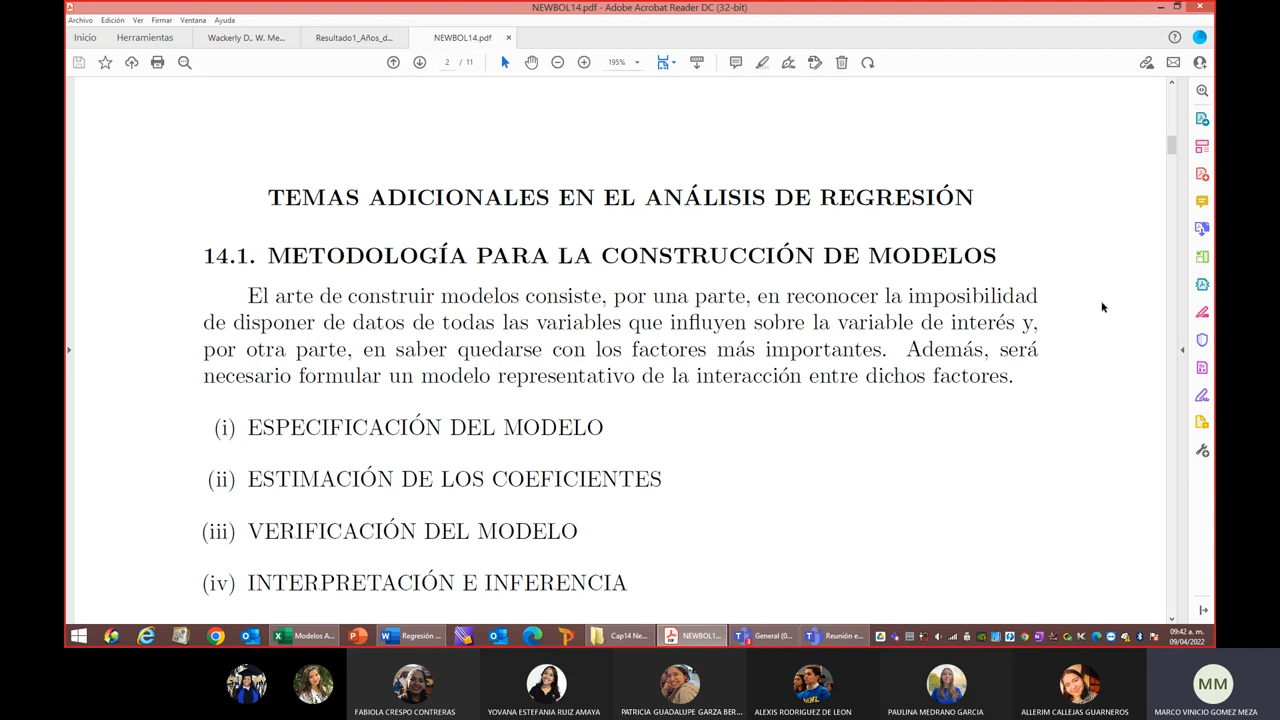 NEWBOL14.pdf - Adobe Acrobat Reader DC (32-bit)
Archivo Edición Ver Firmar Ventana Ayuda
Inicio Herramientas Wackerly D., W. Me... Resultado1_Años_d... NEWBOL14.pdf ×
2 / 11 195%
TEMAS ADICIONALES EN EL ANÁLISIS DE REGRESIÓN
14.1. METODOLOGÍA PARA LA CONSTRUCCIÓN DE MODELOS
El arte de construir modelos consiste, por una parte, en reconocer la imposibilidad
de disponer de datos de todas las variables que influyen sobre la variable de interés y,
por otra parte, en saber quedarse con los factores más importantes. Además, será
necesario formular un modelo representativo de la interacción entre dichos factores.
(i) ESPECIFICACIÓN DEL MODELO
(ii) ESTIMACIÓN DE LOS COEFICIENTES
(iii) VERIFICACIÓN DEL MODELO
(iv) INTERPRETACIÓN E INFERENCIA
Modelos A... Regresión ... Cap14 Ne... NEWBOL1... General (0... Reunión e... 09:42 a. m.
09/04/2022
MM
FABIOLA CRESPO CONTRERAS YOVANA ESTEFANIA RUIZ AMAYA PATRICIA GUADALUPE GARZA BER... ALEXIS RODRIGUEZ DE LEON PAULINA MEDRANO GARCIA ALLERIM CALLEJAS GUARNEROS MARCO VINICIO GOMEZ MEZA